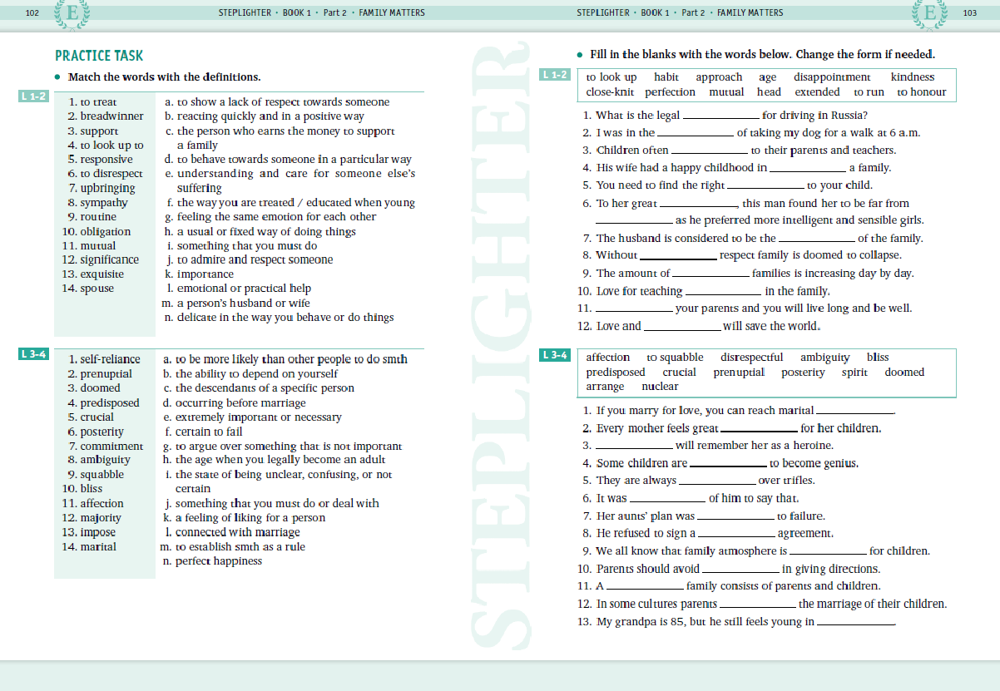 102
E
STEPLIGHTER • BOOK 1 • Part 2 • FAMILY MATTERS
PRACTICE TASK
• Match the words with the definitions.
L 1-2
1. to treat
2. breadwinner
3. support
4. to look up to
5. responsive
6. to disrespect
7. upbringing
8. sympathy
9. routine
10. obligation
11. mutual
12. significance
13. exquisite
14. spouse
a. to show a lack of respect towards someone
b. reacting quickly and in a positive way
c. the person who earns the money to support
a family
d. to behave towards someone in a particular way
e. understanding and care for someone else's
suffering
f. the way you are treated / educated when young
g. feeling the same emotion for each other
h. a usual or fixed way of doing things
i. something that you must do
j. to admire and respect someone
k. importance
l. emotional or practical help
m. a person's husband or wife
n. delicate in the way you behave or do things
L 3-4
1. self-reliance
2. prenuptial
3. doomed
4. predisposed
5. crucial
6. posterity
7. commitment
8. ambiguity
9. squabble
10. bliss
11. affection
12. majority
13. impose
14. marital
a. to be more likely than other people to do smth
b. the ability to depend on yourself
c. the descendants of a specific person
d. occurring before marriage
e. extremely important or necessary
f. certain to fail
g. to argue over something that is not important
h. the age when you legally become an adult
i. the state of being unclear, confusing, or not
certain
j. something that you must do or deal with
k. a feeling of liking for a person
l. connected with marriage
m. to establish smth as a rule
n. perfect happiness
STEPLIGHTER
STEPLIGHTER • BOOK 1 • Part 2 • FAMILY MATTERS
E
103
• Fill in the blanks with the words below. Change the form if needed.
L 1-2
to look up habit approach age disappointment kindness
close-knit perfection mutual head extended to run to honour
1. What is the legal ____________ for driving in Russia?
2. I was in the ____________ of taking my dog for a walk at 6 a.m.
3. Children often ____________ to their parents and teachers.
4. His wife had a happy childhood in ____________ a family.
5. You need to find the right ____________ to your child.
6. To her great ____________, this man found her to be far from
____________ as he preferred more intelligent and sensible girls.
7. The husband is considered to be the ____________ of the family.
8. Without ____________ respect family is doomed to collapse.
9. The amount of ____________ families is increasing day by day.
10. Love for teaching ____________ in the family.
11. ____________ your parents and you will live long and be well.
12. Love and ____________ will save the world.
L 3-4
affection to squabble disrespectful ambiguity bliss
predisposed crucial prenuptial posterity spirit doomed
arrange nuclear
1. If you marry for love, you can reach marital ____________.
2. Every mother feels great ____________ for her children.
3. ____________ will remember her as a heroine.
4. Some children are ____________ to become genius.
5. They are always ____________ over trifles.
6. It was ____________ of him to say that.
7. Her aunts' plan was ____________ to failure.
8. He refused to sign a ____________ agreement.
9. We all know that family atmosphere is ____________ for children.
10. Parents should avoid ____________ in giving directions.
11. A ____________ family consists of parents and children.
12. In some cultures parents ____________ the marriage of their children.
13. My grandpa is 85, but he still feels young in ____________.